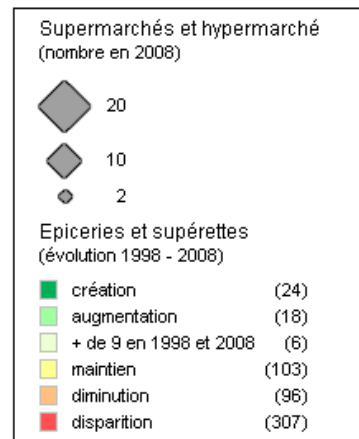 Supermarchés et hypermarché
(nombre en 2008)
20
10
2
Epiceries et supérettes
(évolution 1998 - 2008)
création (24)
augmentation (18)
+ de 9 en 1998 et 2008 (6)
maintien (103)
diminution (96)
disparition (307)